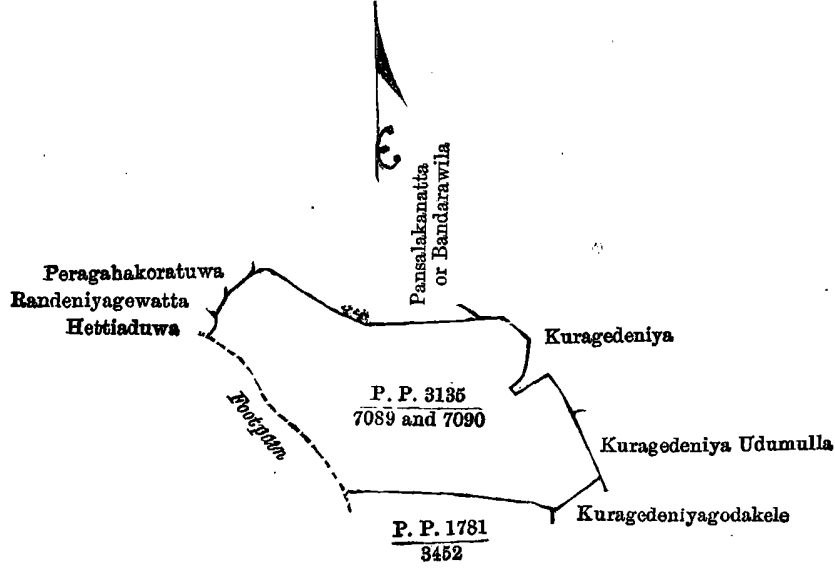 Pansalakanatta
or Bandarawila
Peragahakoratuwa
Randeniyagewatta
Hettiaduwa
Kuragedeniya
P. P. 3135
7089 and 7090
Footpath
Kuragedeniya Udumulla
Kuragedeniyagodakele
P. P. 1781
3452